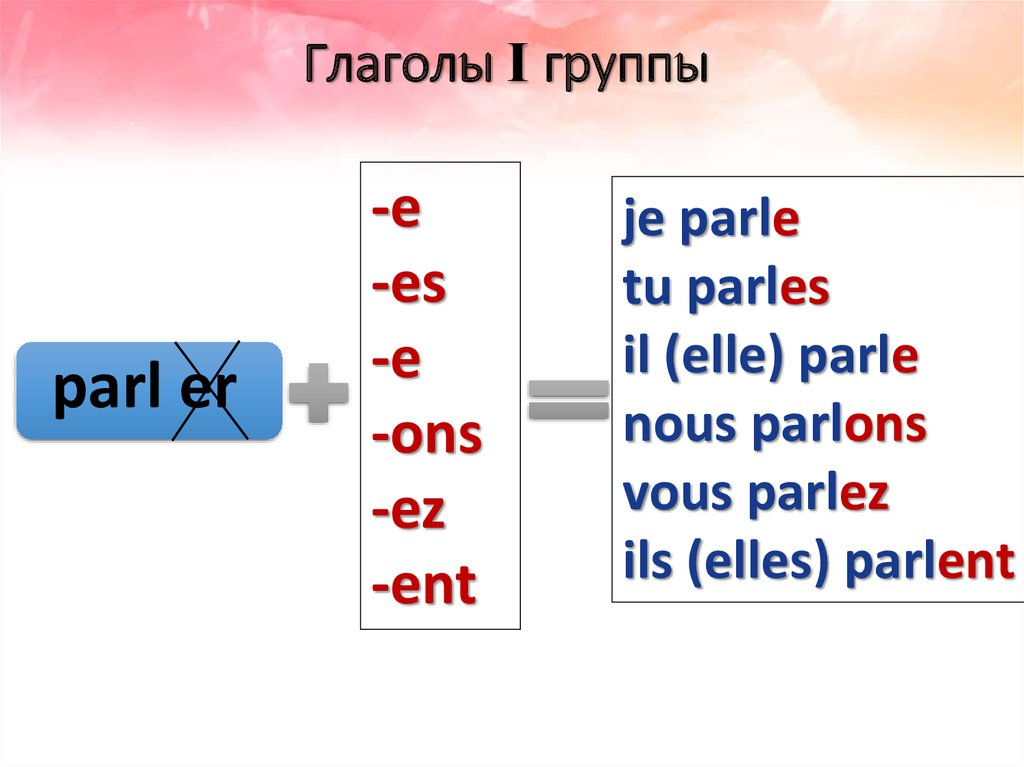 Глаголы I группы
parl er
-e
-es
-e
-ons
-ez
-ent
je parle
tu parles
il (elle) parle
nous parlons
vous parlez
ils (elles) parlent